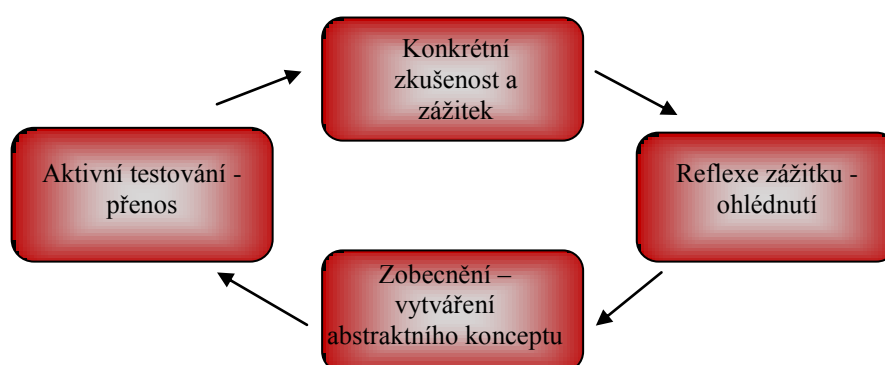 Konkrétní
zkušenost a
zážitek
Aktivní testování -
přenos
Reflexe zážitku -
ohlédnutí
Zobecnění –
vytváření
abstraktního konceptu